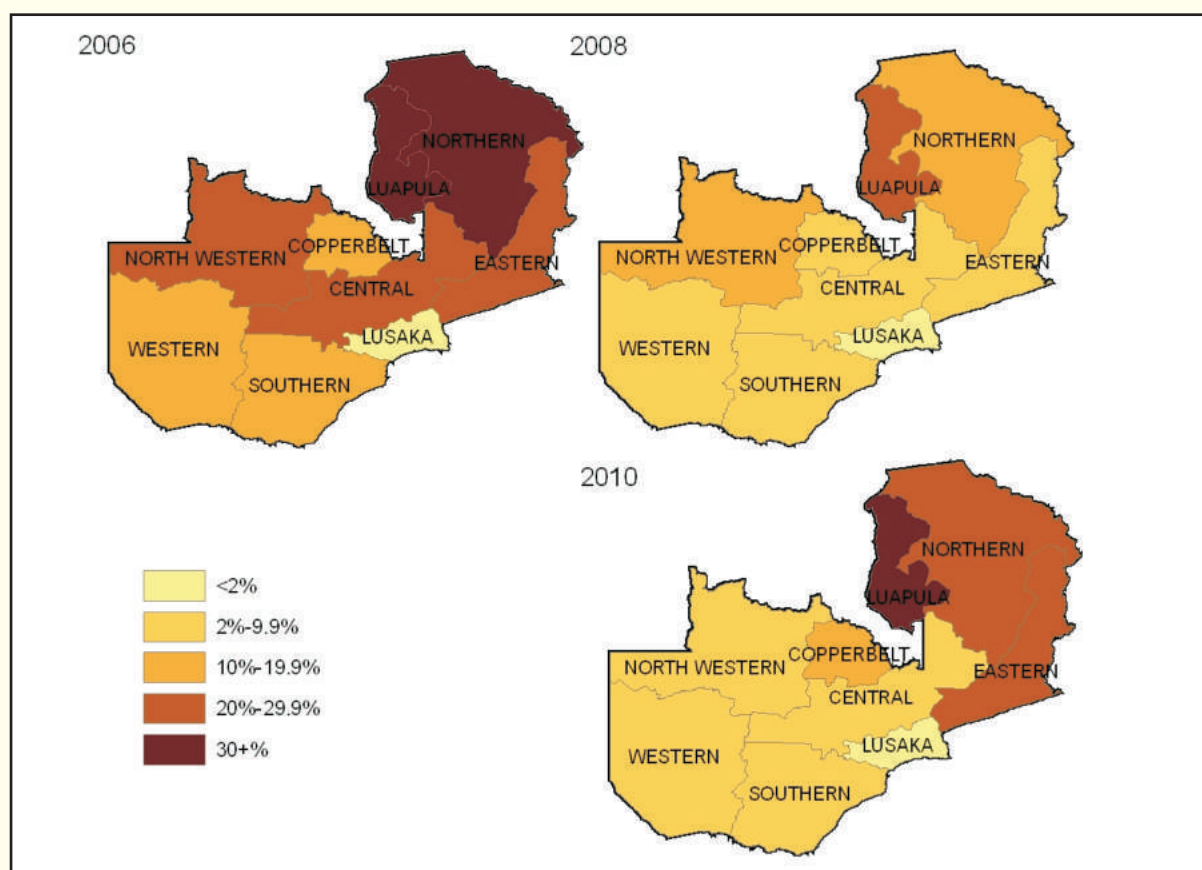 2006
NORTHERN
LUAPULA
COPPERBELT
NORTH WESTERN
EASTERN
CENTRAL
LUSAKA
WESTERN
SOUTHERN
2008
NORTHERN
LUAPULA
COPPERBELT
NORTH WESTERN
EASTERN
CENTRAL
LUSAKA
WESTERN
SOUTHERN
2010
NORTHERN
LUAPULA
COPPERBELT
NORTH WESTERN
EASTERN
CENTRAL
LUSAKA
WESTERN
SOUTHERN
<2%
2%-9.9%
10%-19.9%
20%-29.9%
30+%